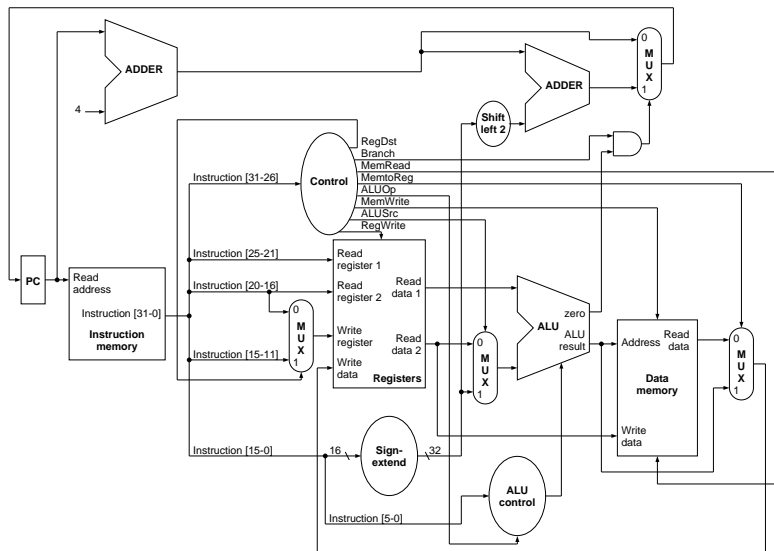 ADDER
4
ADDER
0
M
U
X
1
Shift
left 2
RegDst
Branch
MemRead
MemtoReg
ALUOp
MemWrite
ALUSrc
RegWrite
Control
Instruction [31-26]
PC
Read
address
Instruction [31-0]
Instruction
memory
Instruction [25-21]
Instruction [20-16]
Instruction [15-11]
0
M
U
X
1
Read
register 1
Read
register 2
Write
register
Write
data
Read
data 1
Read
data 2
Registers
0
M
U
X
1
ALU
zero
ALU
result
Address
Read
data
Data
memory
Write
data
0
M
U
X
1
Instruction [15-0]
16
Sign-
extend
32
Instruction [5-0]
ALU
control